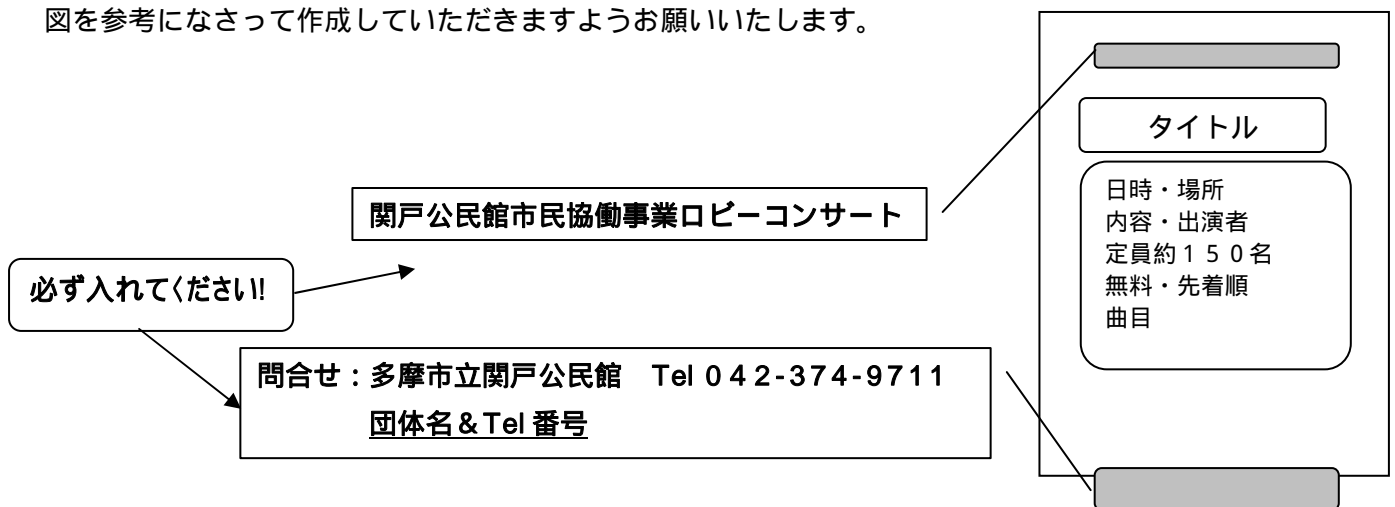 図を参考になさって作成していただきますようお願いいたします。
タイトル
日時・場所
内容・出演者
定員約１５０名
無料・先着順
曲目
関戸公民館市民協働事業ロビーコンサート
必ず入れてください!
問合せ：多摩市立関戸公民館　Tel ０４２-３７４-９７１１
団体名＆Tel 番号